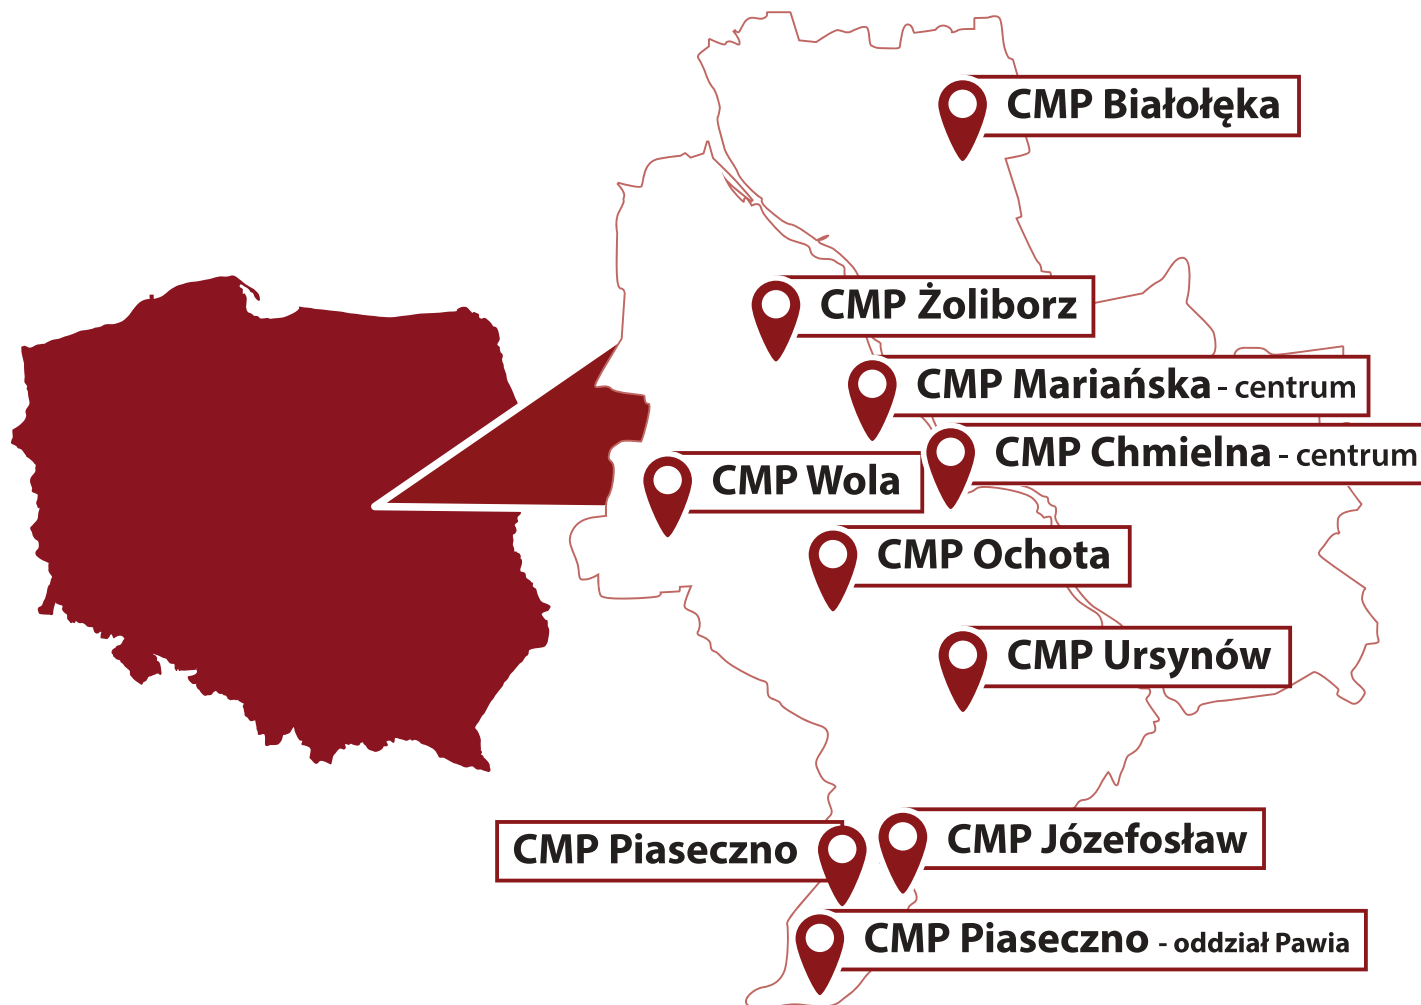 CMP Białołęka
CMP Żoliborz
CMP Mariańska - centrum
CMP Chmielna - centrum
CMP Wola
CMP Ochota
CMP Ursynów
CMP Józefosław
CMP Piaseczno
CMP Piaseczno - oddział Pawia